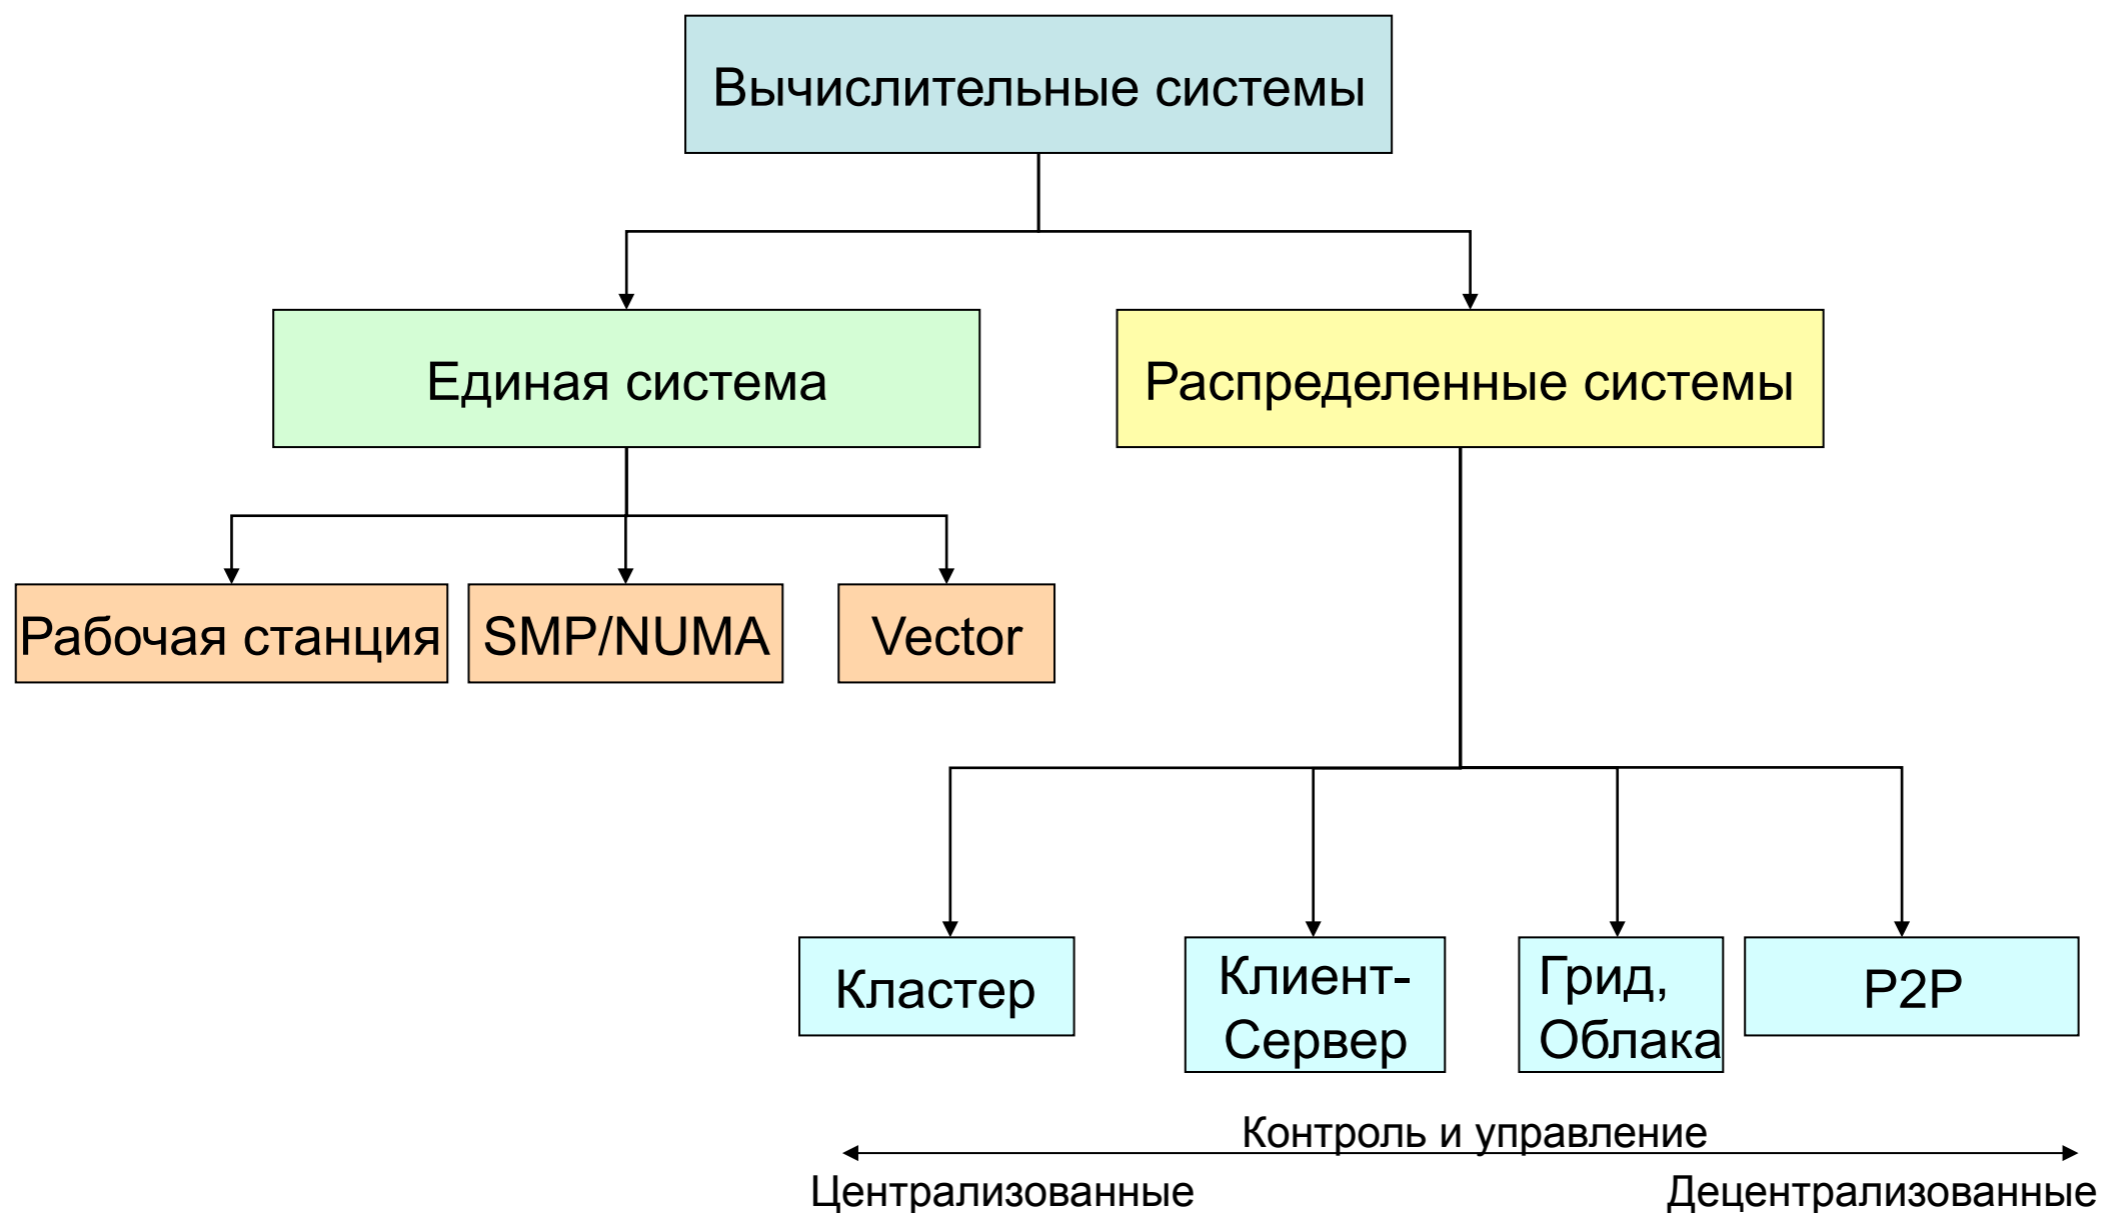 Вычислительные системы
Единая система
Распределенные системы
Рабочая станция
SMP/NUMA
Vector
Кластер
Клиент-
Сервер
Грид,
Облака
P2P
Контроль и управление
Централизованные
Децентрализованные